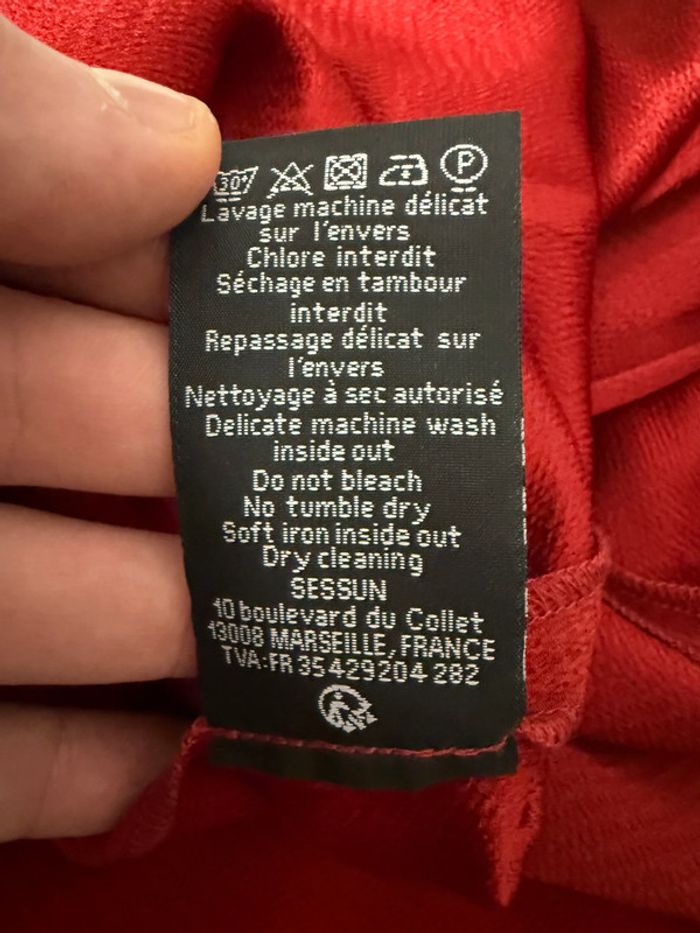 30° P
Lavage machine délicat
sur l'envers
Chlore interdit
Séchage en tambour
interdit
Repassage délicat sur
l'envers
Nettoyage à sec autorisé
Delicate machine wash
inside out
Do not bleach
No tumble dry
Soft iron inside out
Dry cleaning
SESSUN
10 boulevard du Collet
13008 MARSEILLE, FRANCE
TVA:FR 35 429204 282